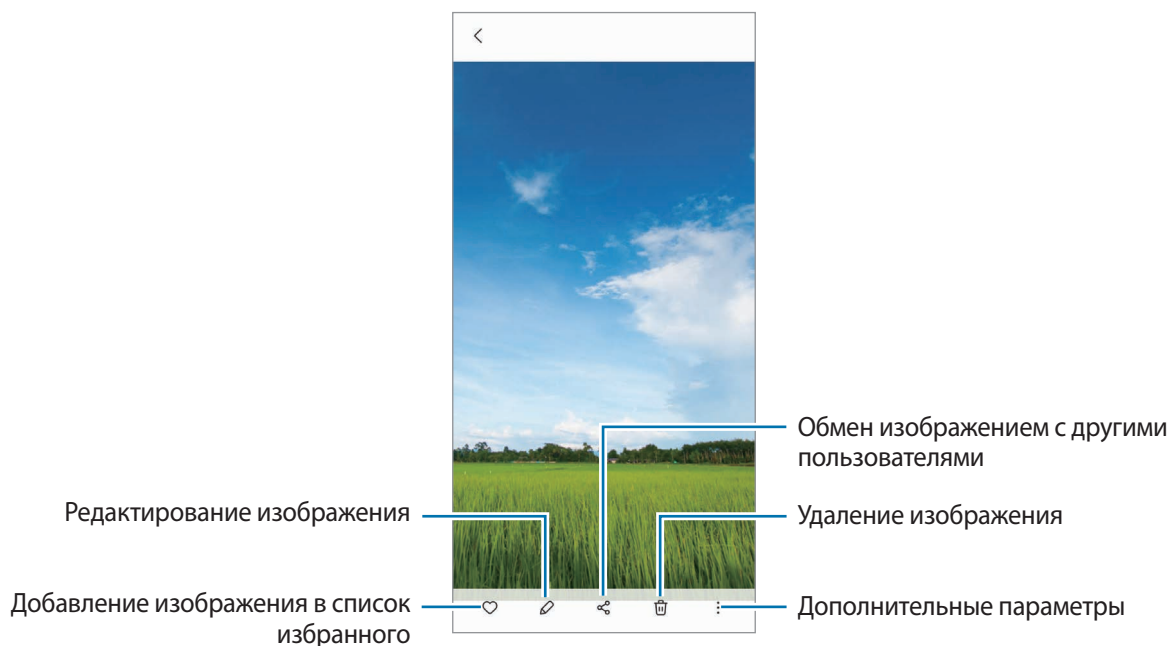 Обмен изображением с другими
пользователями
Редактирование изображения
Удаление изображения
Добавление изображения в список
избранного
Дополнительные параметры